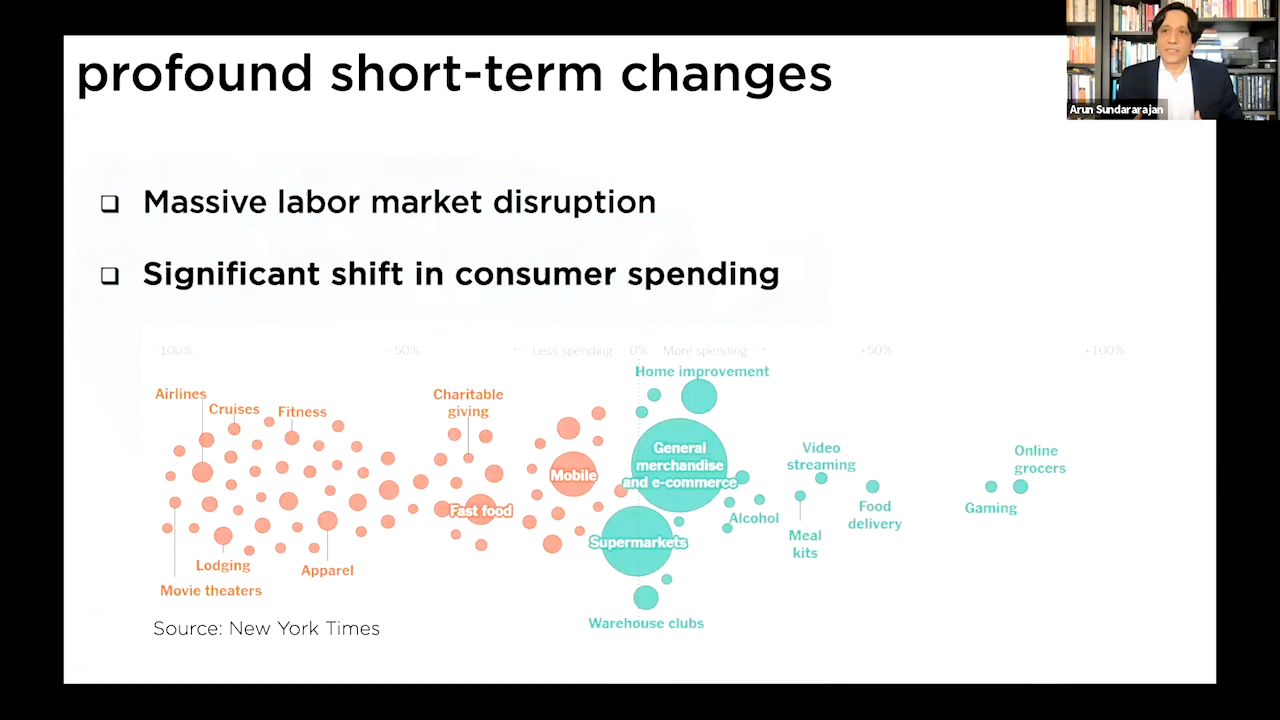 profound short-term changes
Arun Sundararajan
Massive labor market disruption
Significant shift in consumer spending
-100%
-50%
← Less spending
0%
More spending →
+50%
+100%
Home improvement
Airlines
Cruises
Fitness
Charitable
giving
General
merchandise
and e-commerce
Video
streaming
Online
grocers
Mobile
Fast food
Alcohol
Food
delivery
Gaming
Supermarkets
Meal
kits
Lodging
Apparel
Movie theaters
Warehouse clubs
Source: New York Times